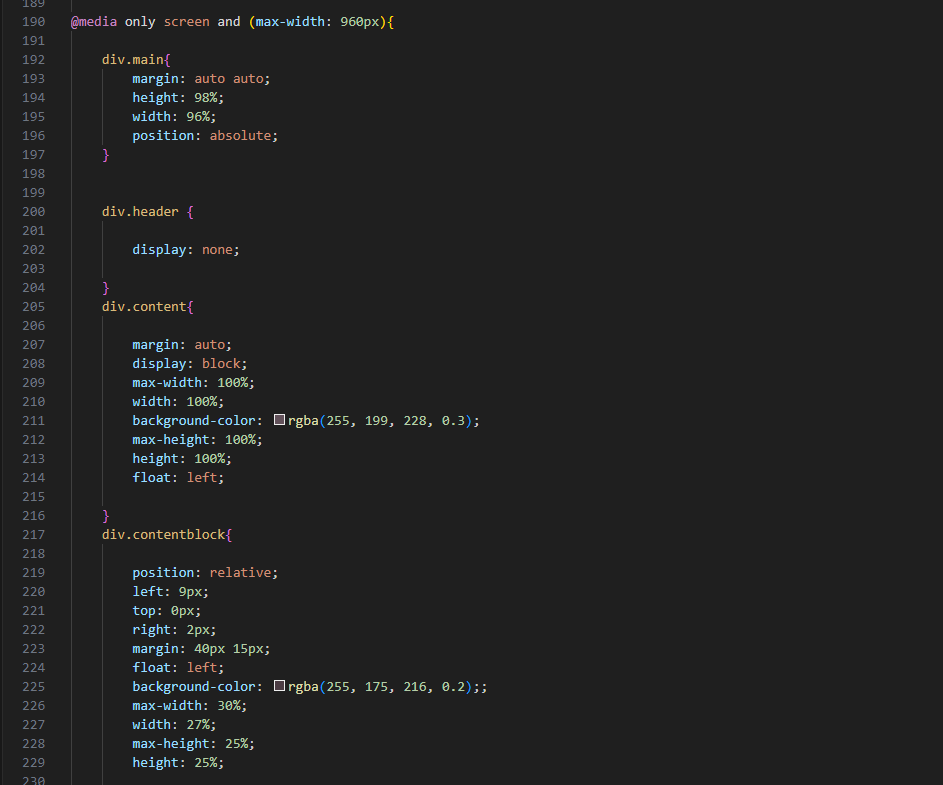 189
190 @media only screen and (max-width: 960px){
191
192 div.main{
193 margin: auto auto;
194 height: 98%;
195 width: 96%;
196 position: absolute;
197 }
198
199
200 div.header {
201
202 display: none;
203
204 }
205 div.content{
206
207 margin: auto;
208 display: block;
209 max-width: 100%;
210 width: 100%;
211 background-color: rgba(255, 199, 228, 0.3);
212 max-height: 100%;
213 height: 100%;
214 float: left;
215
216 }
217 div.contentblock{
218
219 position: relative;
220 left: 9px;
221 top: 0px;
222 right: 2px;
223 margin: 40px 15px;
224 float: left;
225 background-color: rgba(255, 175, 216, 0.2);;
226 max-width: 30%;
227 width: 27%;
228 max-height: 25%;
229 height: 25%;
230